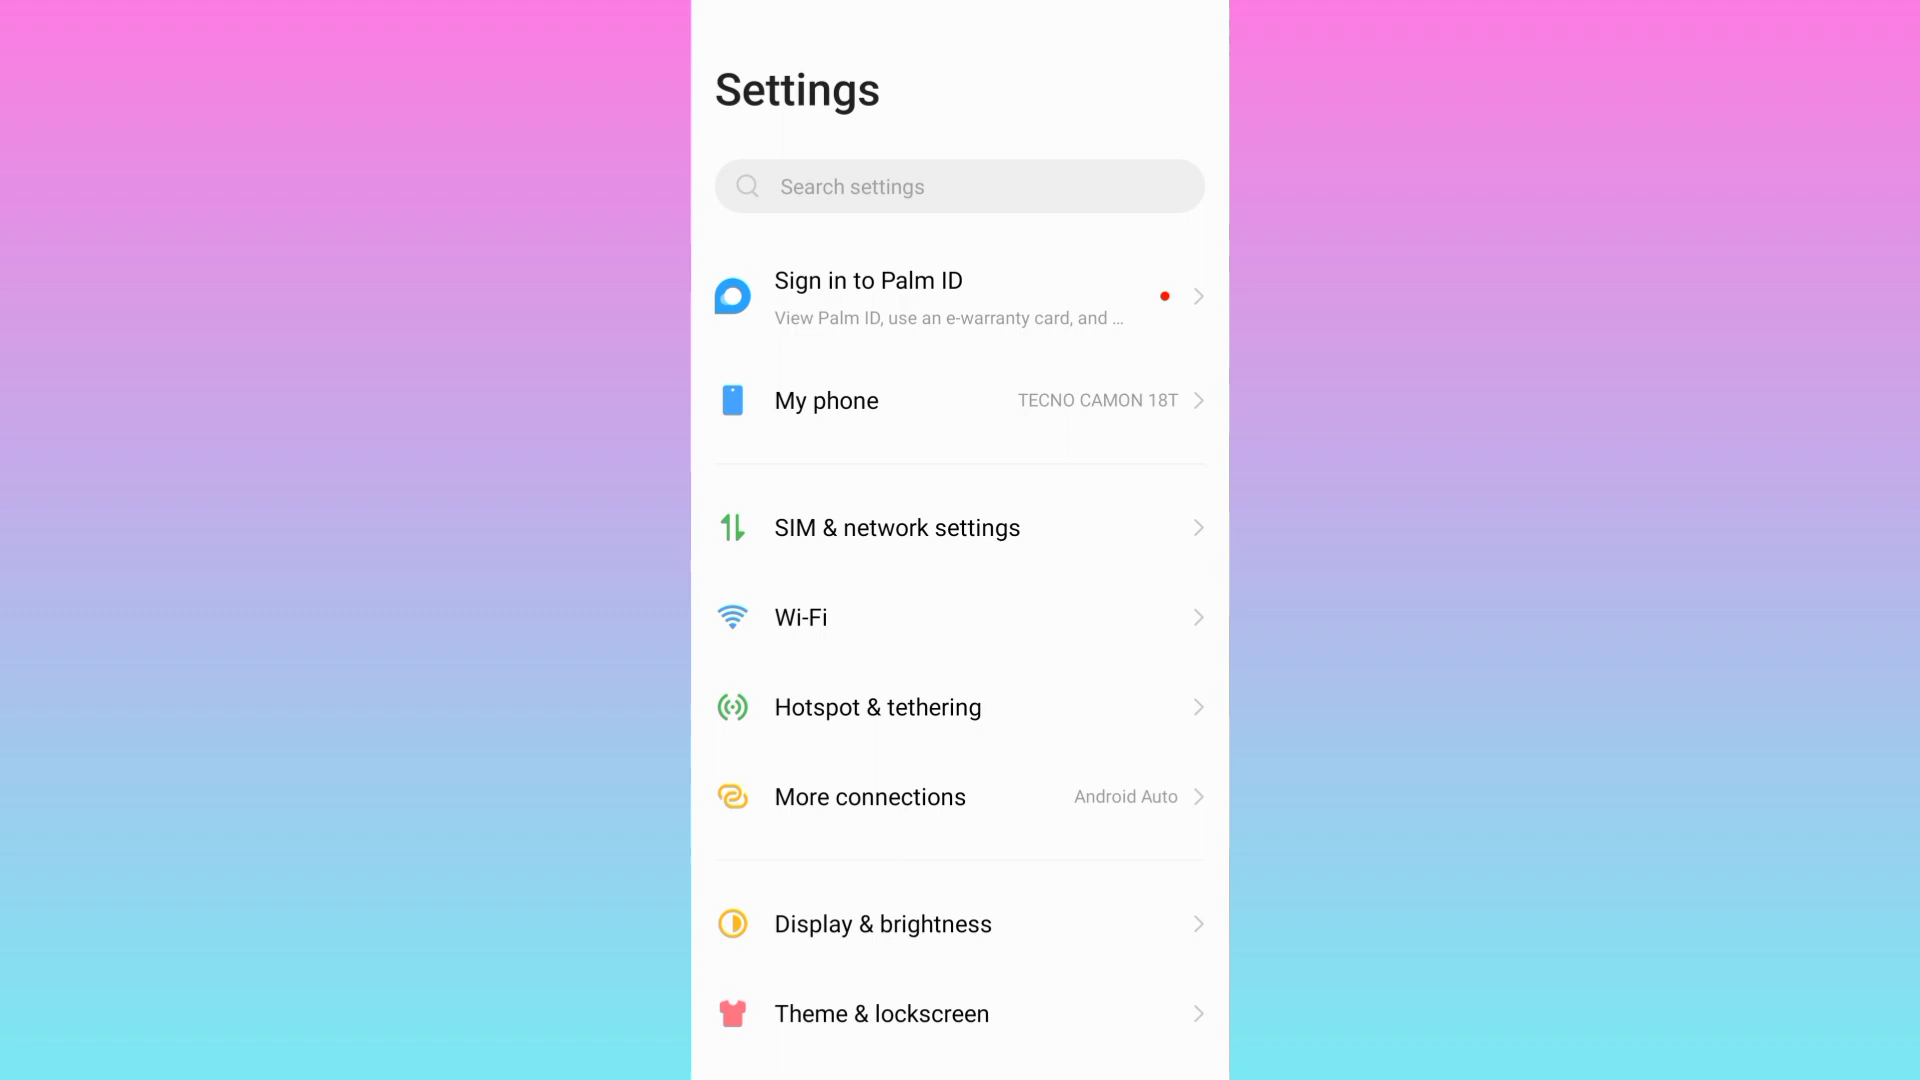 Settings
Search settings
Sign in to Palm ID
View Palm ID, use an e-warranty card, and ...
My phone
TECNO CAMON 18T
SIM & network settings
Wi-Fi
Hotspot & tethering
More connections
Android Auto
Display & brightness
Theme & lockscreen